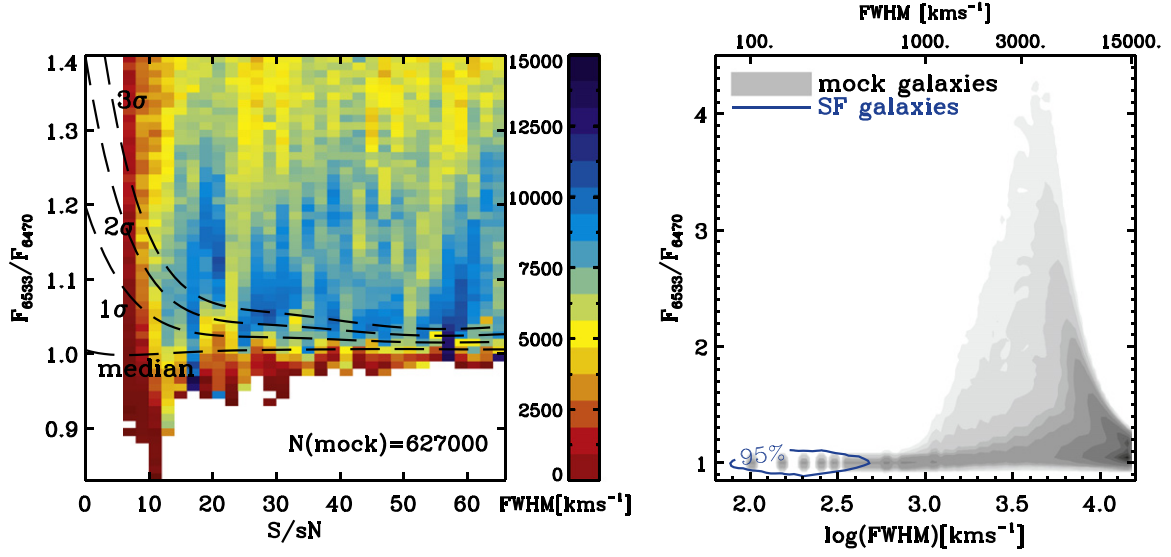 FWHM [kms⁻¹]
100. 1000. 3000. 15000.
1.4
1.3
1.2
1.1
1.0
0.9
F₆₅₃₃/F₆₄₇₀
3σ
2σ
1σ
median
N(mock)=627000
0 10 20 30 40 50 60
S/sN
15000
12500
10000
7500
5000
2500
0
FWHM[kms⁻¹]
mock galaxies
SF galaxies
4
3
2
1
F₆₅₃₃/F₆₄₇₀
95%
2.0 2.5 3.0 3.5 4.0
log(FWHM)[kms⁻¹]